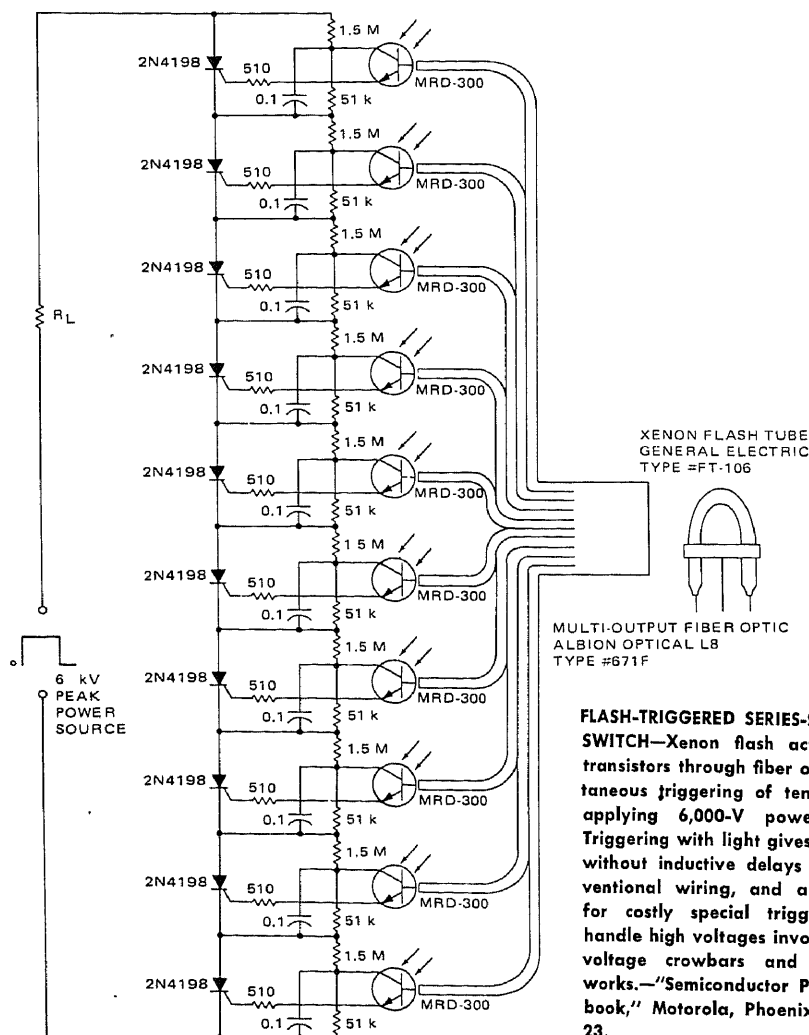 1.5 M
2N4198
510
MRD-300
0.1
51 k
1.5 M
2N4198
510
MRD-300
0.1
51 k
1.5 M
2N4198
510
MRD-300
0.1
51 k
RL
1.5 M
2N4198
510
MRD-300
0.1
51 k
1.5 M
2N4198
510
MRD-300
0.1
51 k
1.5 M
2N4198
510
MRD-300
0.1
51 k
1.5 M
2N4198
510
MRD-300
0.1
51 k
1.5 M
2N4198
510
MRD-300
0.1
51 k
1.5 M
2N4198
510
MRD-300
0.1
51 k
1.5 M
2N4198
510
MRD-300
0.1
51 k
6 kV
PEAK
POWER
SOURCE
XENON FLASH TUBE
GENERAL ELECTRIC
TYPE #FT-106
MULTI-OUTPUT FIBER OPTIC
ALBION OPTICAL L8
TYPE #671F
FLASH-TRIGGERED SERIES-S
SWITCH—Xenon flash ac
transistors through fiber o
taneous triggering of ten
applying 6,000-V powe
Triggering with light gives
without inductive delays
ventional wiring, and a
for costly special trigg
handle high voltages invo
voltage crowbars and
works.—"Semiconductor P
book," Motorola, Phoenix
23.